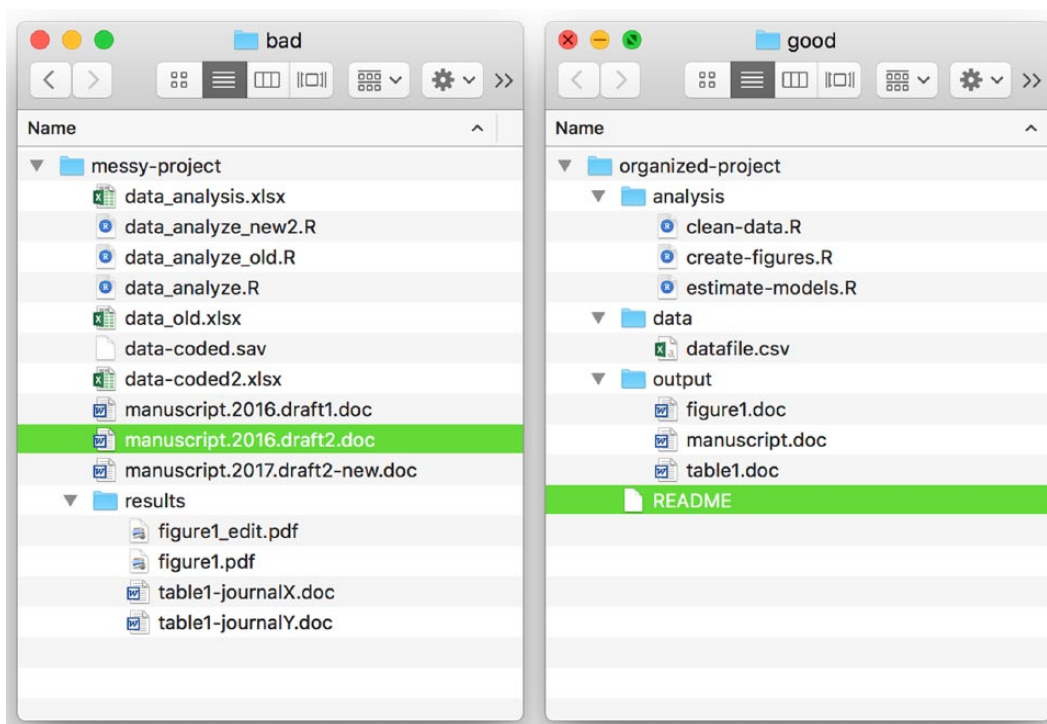 bad
Name
messy-project
data_analysis.xlsx
data_analyze_new2.R
data_analyze_old.R
data_analyze.R
data_old.xlsx
data-coded.sav
data-coded2.xlsx
manuscript.2016.draft1.doc
manuscript.2016.draft2.doc
manuscript.2017.draft2-new.doc
results
figure1_edit.pdf
figure1.pdf
table1-journalX.doc
table1-journalY.doc
good
Name
organized-project
analysis
clean-data.R
create-figures.R
estimate-models.R
data
datafile.csv
output
figure1.doc
manuscript.doc
table1.doc
README